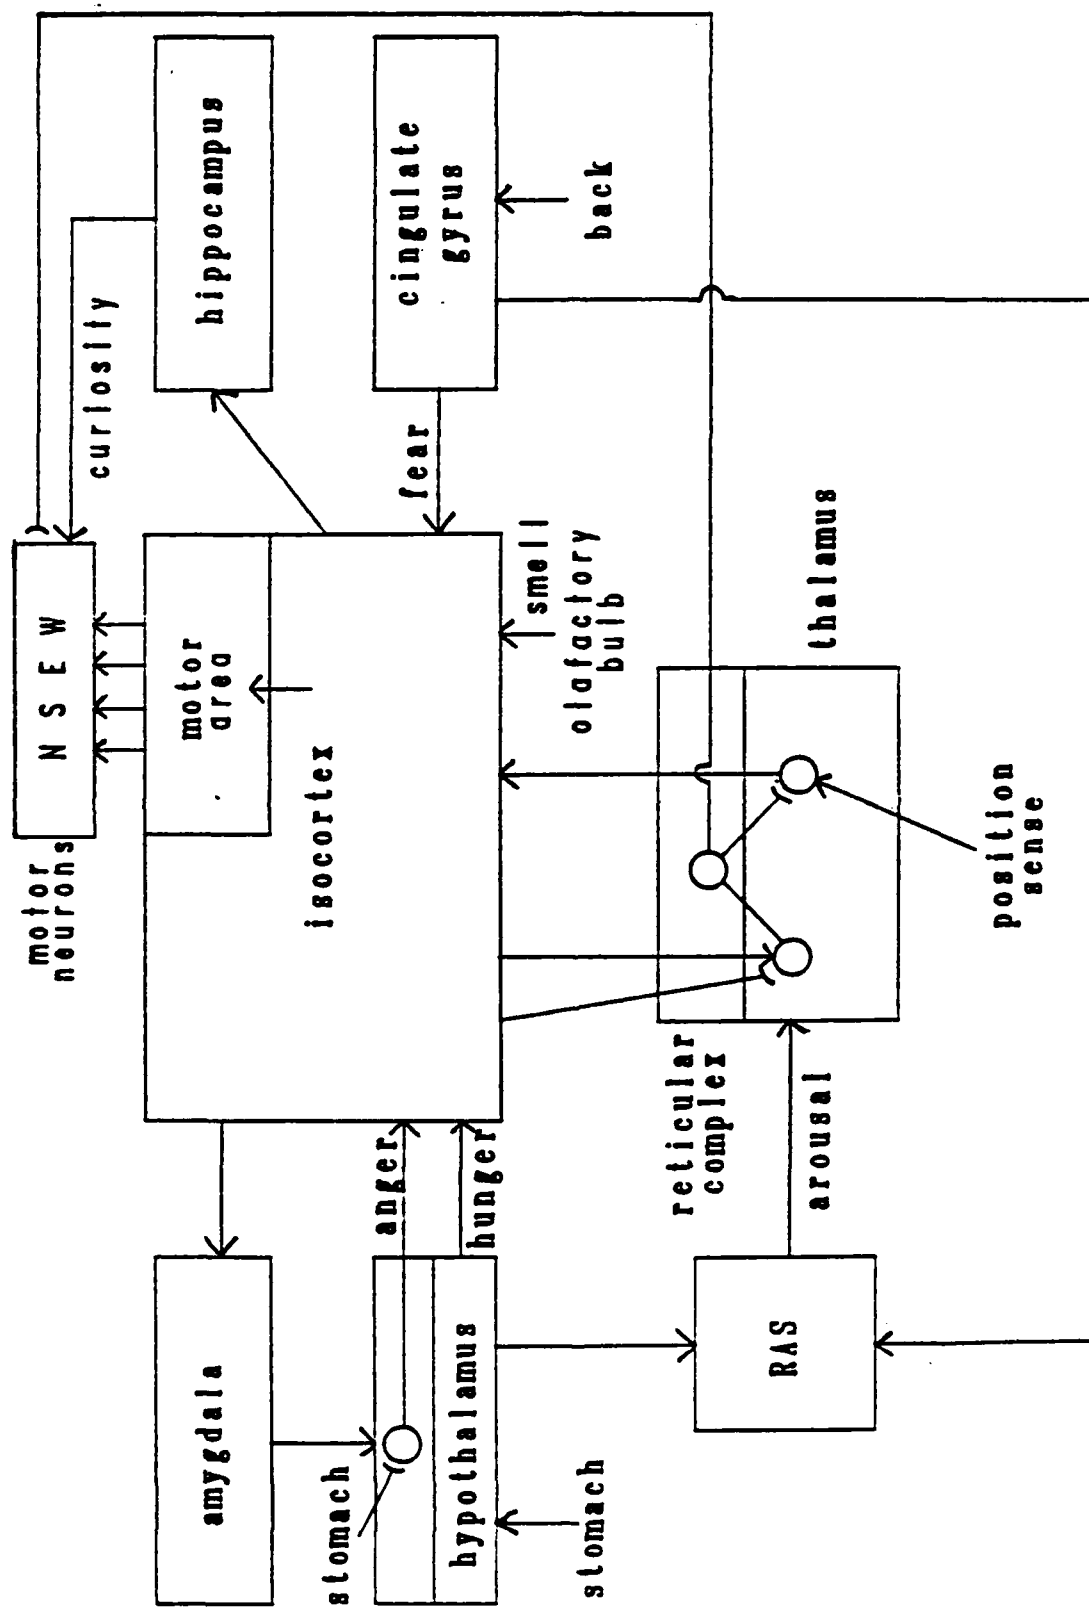 motor
neurons
N S E W
curiosity
amygdala
motor
area
hippocampus
isocortex
stomach
anger
fear
cingulate
gyrus
hypothalamus
hunger
smell
olafactory
bulb
stomach
back
reticular
complex
RAS
arousal
thalamus
position
sense